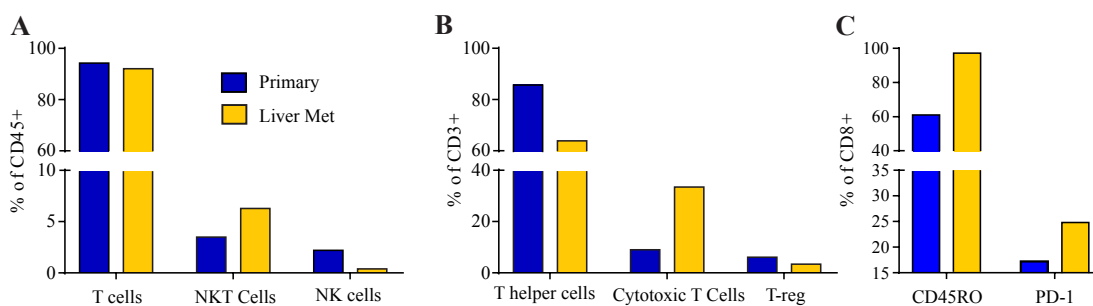 A
% of CD45+
100
80
60
10
5
0
T cells
NKT Cells
NK cells
Primary
Liver Met
B
% of CD3+
100
80
60
40
20
0
T helper cells
Cytotoxic T Cells
T-reg
C
% of CD8+
100
80
60
40
35
30
25
20
15
CD45RO
PD-1